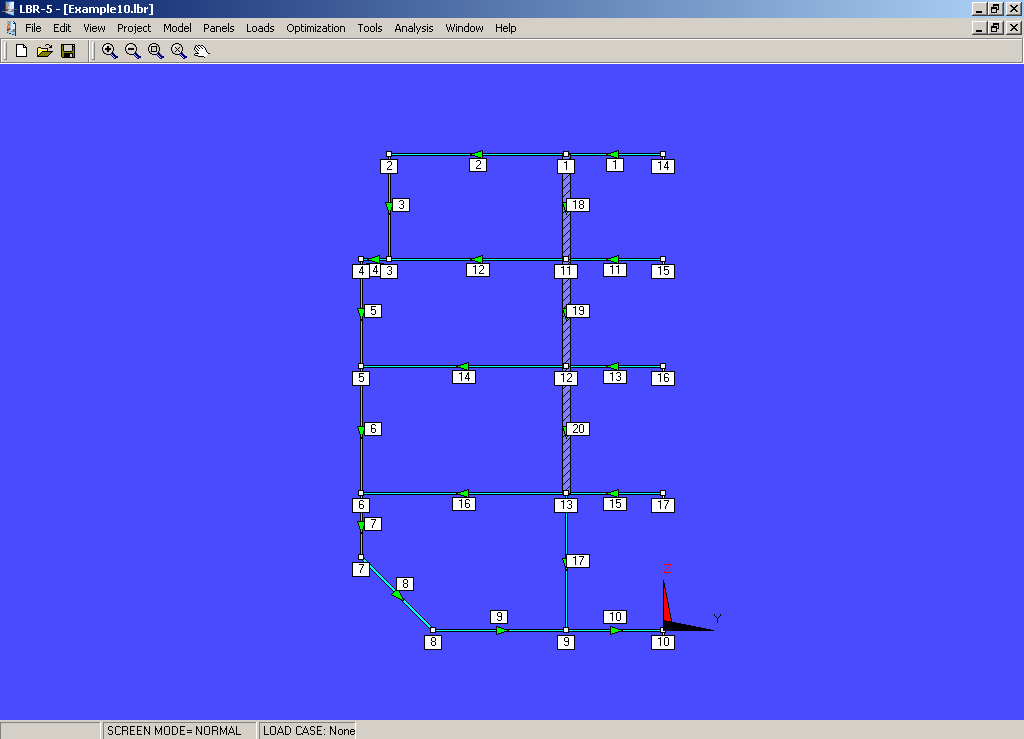 LBR-5 - [Example10.lbr]
File Edit View Project Model Panels Loads Optimization Tools Analysis Window Help
2 2 1 1 14
3 18
4 4 3 12 11 11 15
5 19
5 14 12 13 16
6 20
6 16 13 15 17
7
17
7 Z
8
9 10 Y
8 9 10
SCREEN MODE= NORMAL LOAD CASE: None